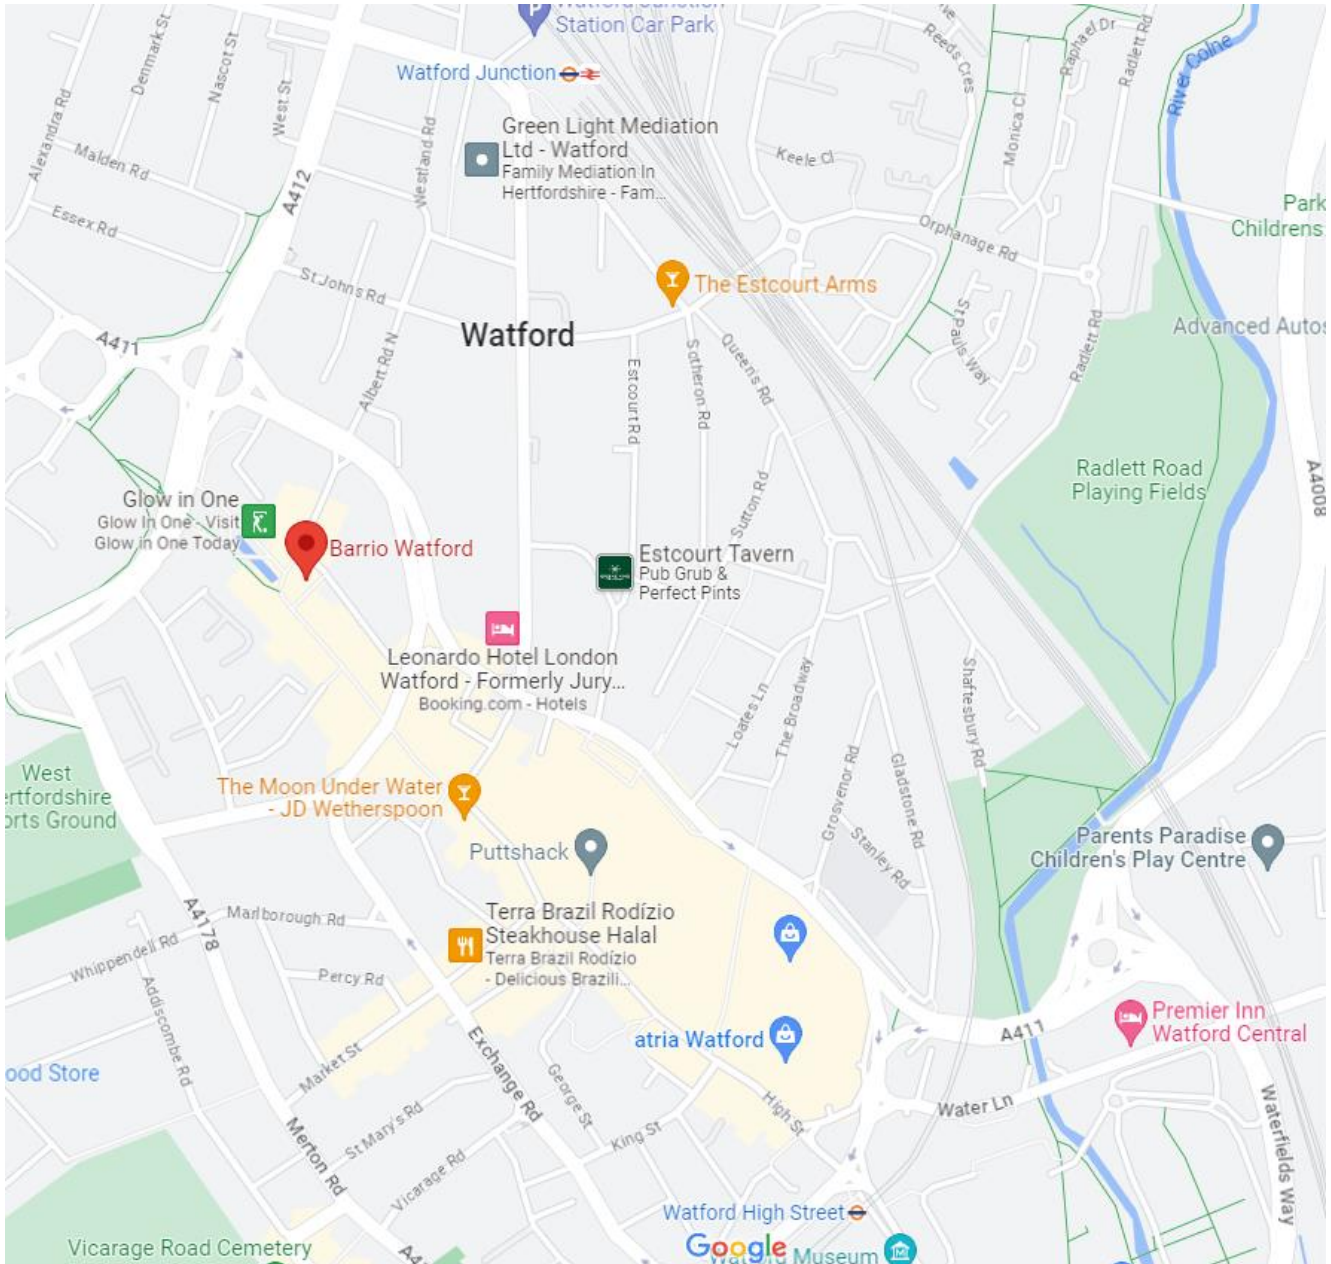 Watford Junction
Station Car Park
Watford Junction
Denmark St
Nascot St
West St
Alexandra Rd
Malden Rd
Essex Rd
A412
Westland Rd
Green Light Mediation
Ltd - Watford
Family Mediation In
Hertfordshire - Fam...
Reeds Cres
Raphael Dr
Radlett Rd
River Colne
Monica Cl
Keele Cl
Orphanage Rd
Park
Childrens
St Johns Rd
The Estcourt Arms
Watford
A411
Albert Rd N
Estcourt Rd
Sotheron Rd
Queen's Rd
St Pauls Way
Radlett Rd
Advanced Autos
Radlett Road
Playing Fields
A4008
Sutton Rd
Glow in One
Glow In One - Visit
Glow in One Today
Barrio Watford
Estcourt Tavern
Pub Grub &
Perfect Pints
Leonardo Hotel London
Watford - Formerly Jury...
Booking.com - Hotels
Loates Ln
The Broadway
Shaftesbury Rd
Grosvenor Rd
Gladstone Rd
Stanley Rd
West
ertfordshire
orts Ground
The Moon Under Water
- JD Wetherspoon
Puttshack
Parents Paradise
Children's Play Centre
A4178
Marlborough Rd
Whippendell Rd
Percy Rd
Addiscombe Rd
Terra Brazil Rodízio
Steakhouse Halal
Terra Brazil Rodízio
- Delicious Brazili...
atria Watford
A411
Premier Inn
Watford Central
ood Store
Market St
Exchange Rd
George St
High St
Water Ln
Waterfields Way
St Mary's Rd
King St
Merton Rd
Vicarage Rd
Watford High Street
Vicarage Road Cemetery
Google
Watford Museum